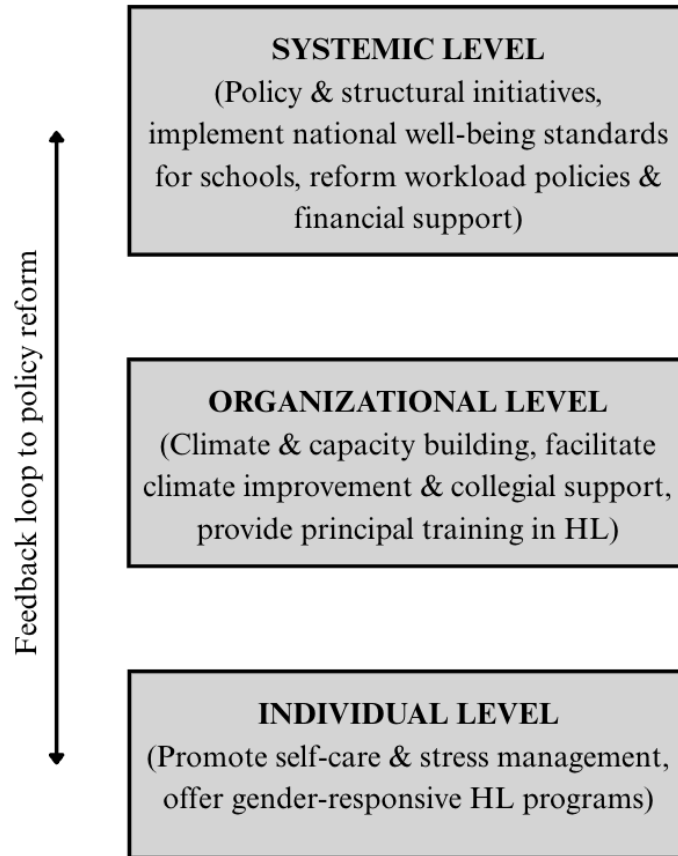 SYSTEMIC LEVEL
(Policy & structural initiatives,
implement national well-being standards
for schools, reform workload policies &
financial support)
Feedback loop to policy reform
ORGANIZATIONAL LEVEL
(Climate & capacity building, facilitate
climate improvement & collegial support,
provide principal training in HL)
INDIVIDUAL LEVEL
(Promote self-care & stress management,
offer gender-responsive HL programs)